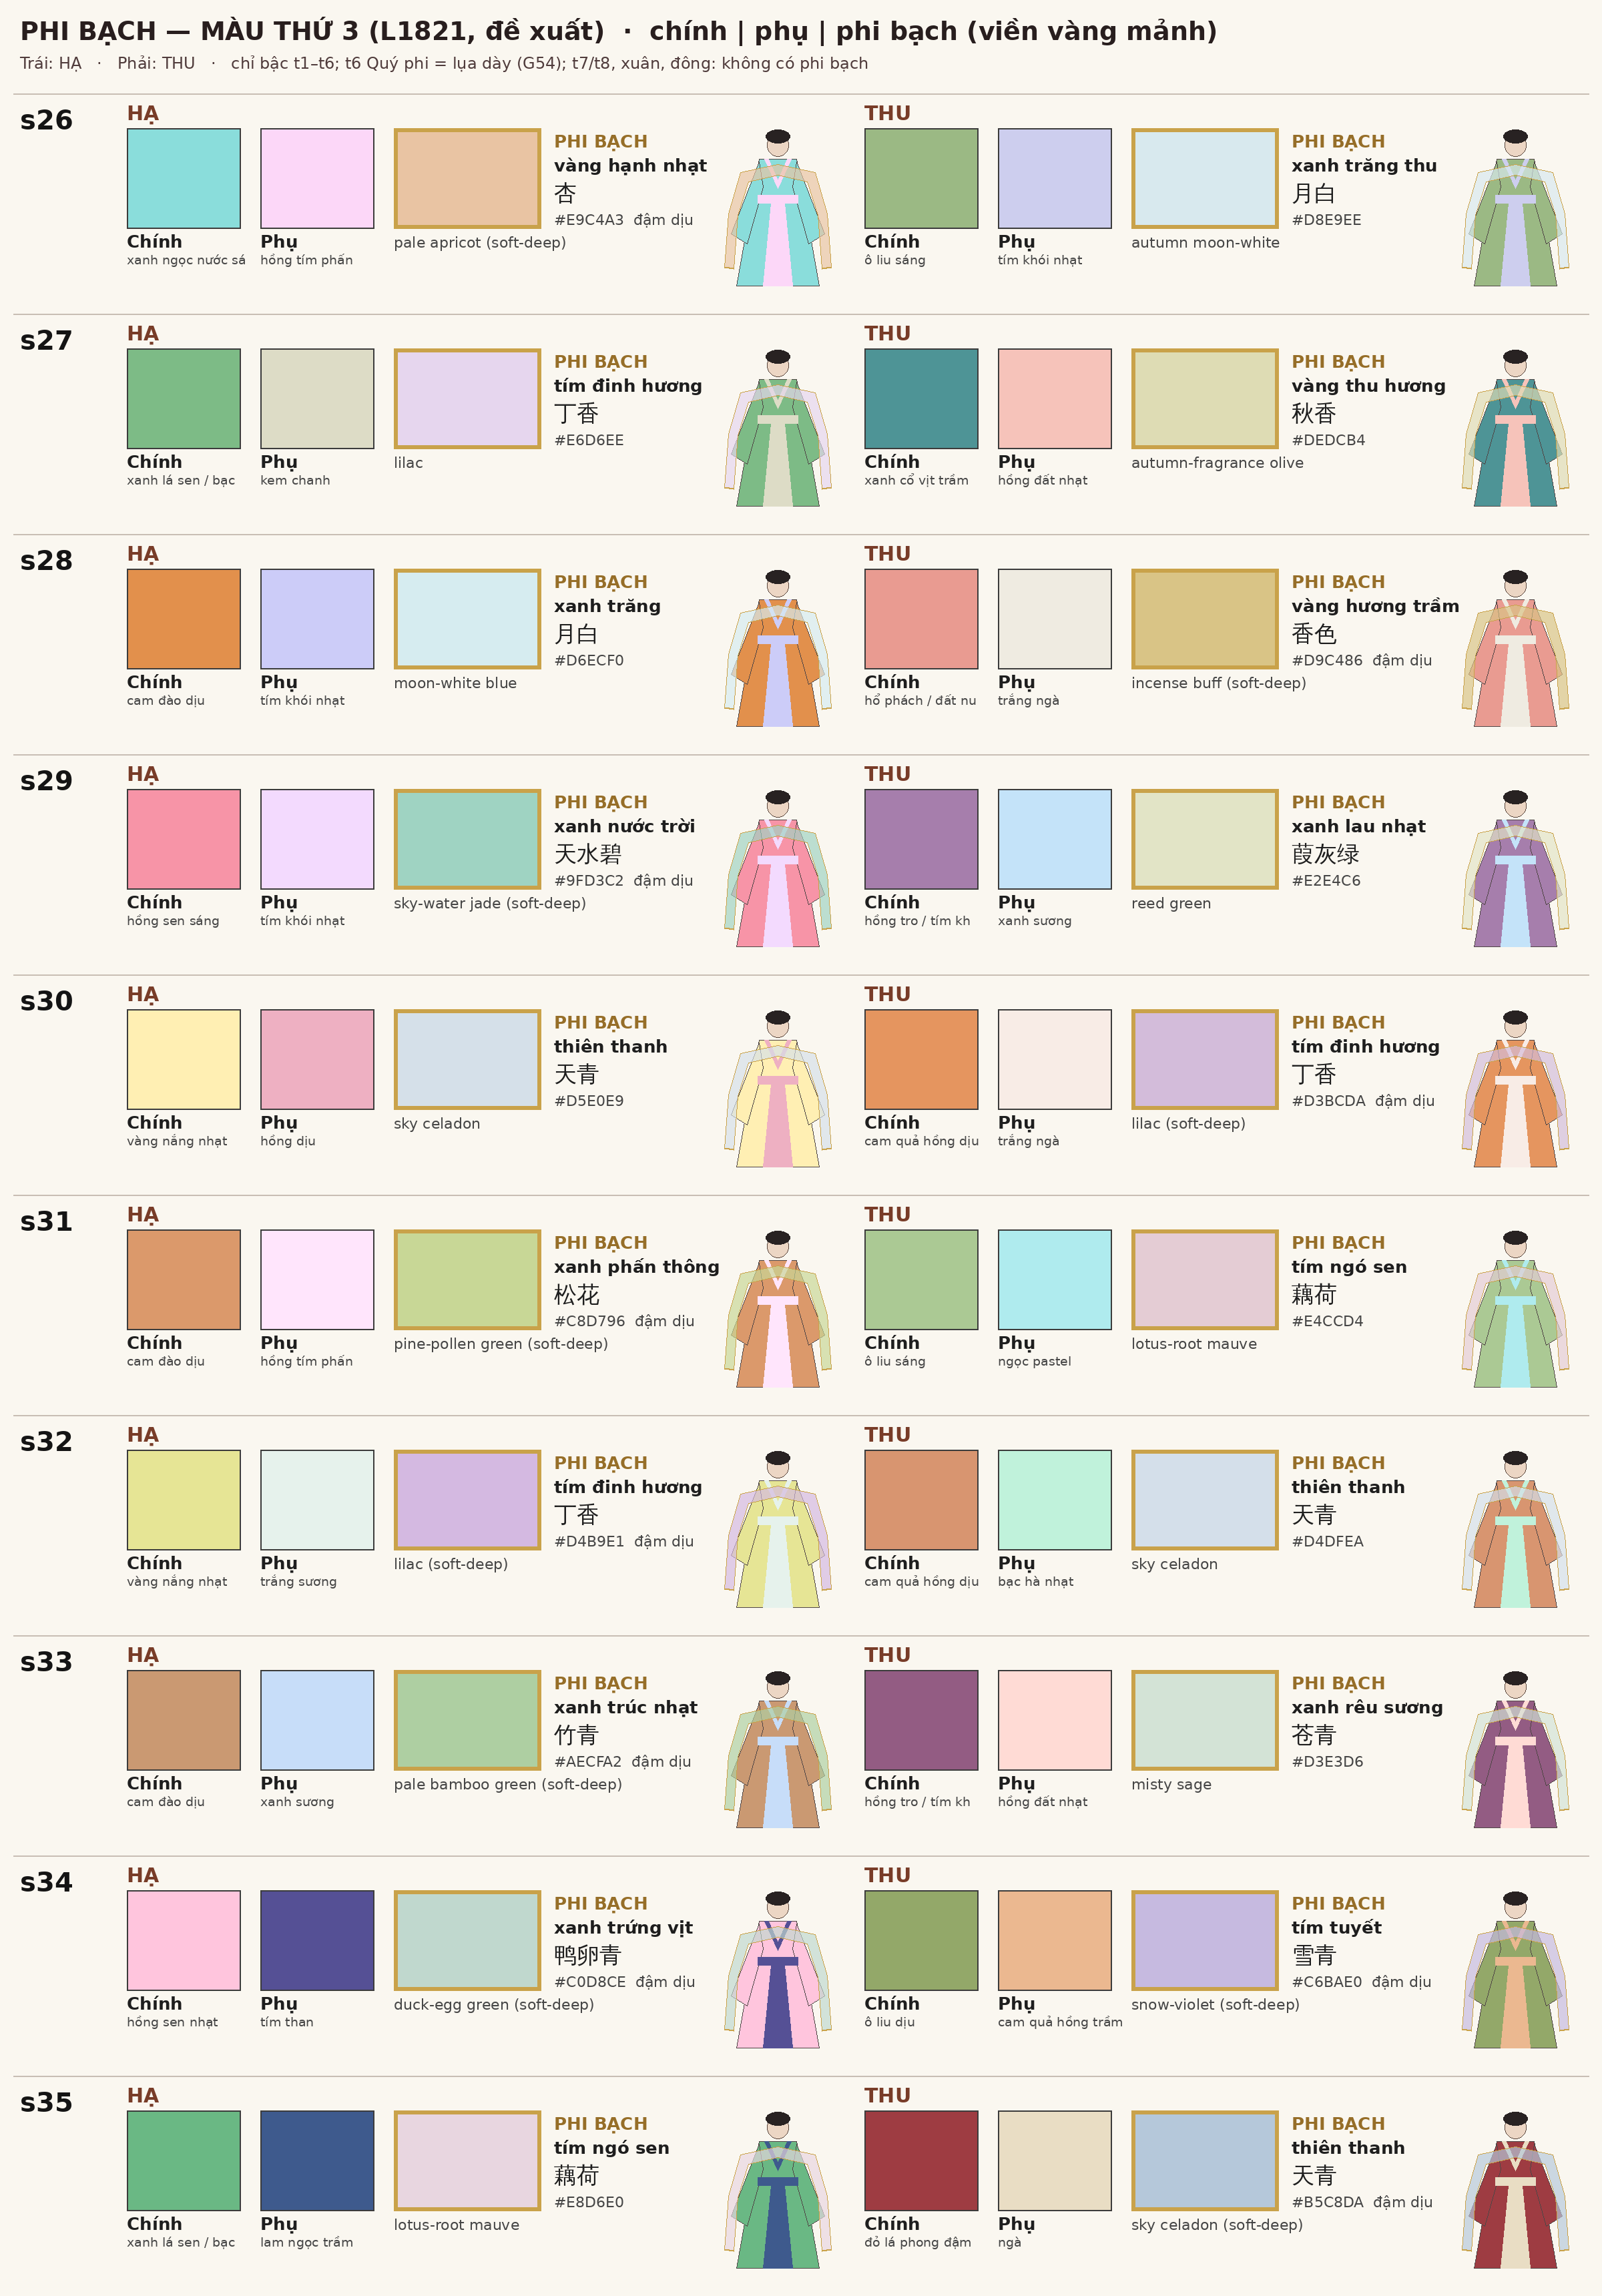 PHI BẠCH — MÀU THỨ 3 (L1821, đề xuất)  ·  chính | phụ | phi bạch (viền vàng mảnh)
Trái: HẠ   ·   Phải: THU   ·   chỉ bậc t1–t6; t6 Quý phi = lụa dày (G54); t7/t8, xuân, đông: không có phi bạch
s26
HẠ
Chính
xanh ngọc nước sá
Phụ
hồng tím phấn
pale apricot (soft-deep)
PHI BẠCH
vàng hạnh nhạt
杏
#E9C4A3  đậm dịu
THU
Chính
ô liu sáng
Phụ
tím khói nhạt
autumn moon-white
PHI BẠCH
xanh trăng thu
月白
#D8E9EE
s27
HẠ
Chính
xanh lá sen / bạc
Phụ
kem chanh
lilac
PHI BẠCH
tím đinh hương
丁香
#E6D6EE
THU
Chính
xanh cổ vịt trầm
Phụ
hồng đất nhạt
autumn-fragrance olive
PHI BẠCH
vàng thu hương
秋香
#DEDCB4
s28
HẠ
Chính
cam đào dịu
Phụ
tím khói nhạt
moon-white blue
PHI BẠCH
xanh trăng
月白
#D6ECF0
THU
Chính
hổ phách / đất nu
Phụ
trắng ngà
incense buff (soft-deep)
PHI BẠCH
vàng hương trầm
香色
#D9C486  đậm dịu
s29
HẠ
Chính
hồng sen sáng
Phụ
tím khói nhạt
sky-water jade (soft-deep)
PHI BẠCH
xanh nước trời
天水碧
#9FD3C2  đậm dịu
THU
Chính
hồng tro / tím kh
Phụ
xanh sương
reed green
PHI BẠCH
xanh lau nhạt
葭灰绿
#E2E4C6
s30
HẠ
Chính
vàng nắng nhạt
Phụ
hồng dịu
sky celadon
PHI BẠCH
thiên thanh
天青
#D5E0E9
THU
Chính
cam quả hồng dịu
Phụ
trắng ngà
lilac (soft-deep)
PHI BẠCH
tím đinh hương
丁香
#D3BCDA  đậm dịu
s31
HẠ
Chính
cam đào dịu
Phụ
hồng tím phấn
pine-pollen green (soft-deep)
PHI BẠCH
xanh phấn thông
松花
#C8D796  đậm dịu
THU
Chính
ô liu sáng
Phụ
ngọc pastel
lotus-root mauve
PHI BẠCH
tím ngó sen
藕荷
#E4CCD4
s32
HẠ
Chính
vàng nắng nhạt
Phụ
trắng sương
lilac (soft-deep)
PHI BẠCH
tím đinh hương
丁香
#D4B9E1  đậm dịu
THU
Chính
cam quả hồng dịu
Phụ
bạc hà nhạt
sky celadon
PHI BẠCH
thiên thanh
天青
#D4DFEA
s33
HẠ
Chính
cam đào dịu
Phụ
xanh sương
pale bamboo green (soft-deep)
PHI BẠCH
xanh trúc nhạt
竹青
#AECFA2  đậm dịu
THU
Chính
hồng tro / tím kh
Phụ
hồng đất nhạt
misty sage
PHI BẠCH
xanh rêu sương
苍青
#D3E3D6
s34
HẠ
Chính
hồng sen nhạt
Phụ
tím than
duck-egg green (soft-deep)
PHI BẠCH
xanh trứng vịt
鸭卵青
#C0D8CE  đậm dịu
THU
Chính
ô liu dịu
Phụ
cam quả hồng trầm
snow-violet (soft-deep)
PHI BẠCH
tím tuyết
雪青
#C6BAE0  đậm dịu
s35
HẠ
Chính
xanh lá sen / bạc
Phụ
lam ngọc trầm
lotus-root mauve
PHI BẠCH
tím ngó sen
藕荷
#E8D6E0
THU
Chính
đỏ lá phong đậm
Phụ
ngà
sky celadon (soft-deep)
PHI BẠCH
thiên thanh
天青
#B5C8DA  đậm dịu